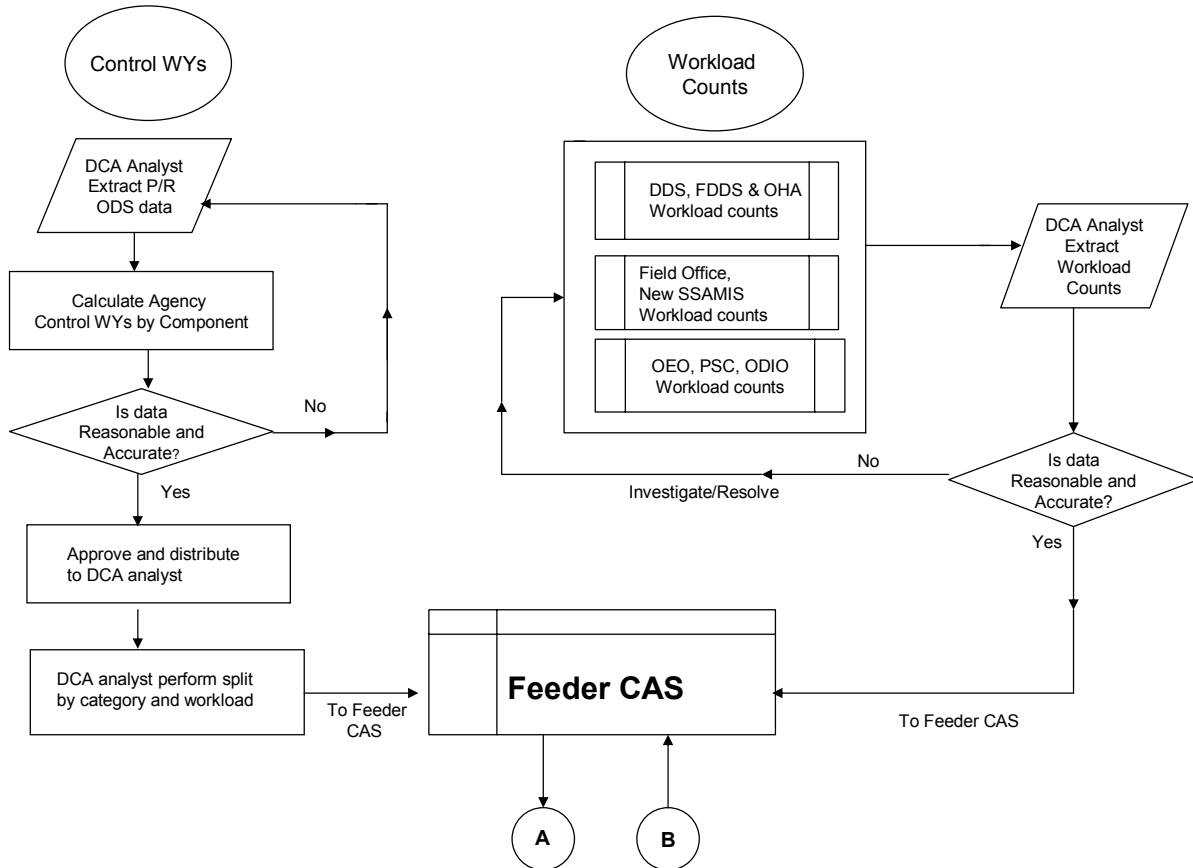 Control WYs
DCA Analyst
Extract P/R
ODS data
Calculate Agency
Control WYs by Component
Is data
Reasonable and
Accurate?
No
Yes
Approve and distribute
to DCA analyst
DCA analyst perform split
by category and workload
To Feeder
CAS
Workload
Counts
DDS, FDDS & OHA
Workload counts
Field Office,
New SSAMIS
Workload counts
OEO, PSC, ODIO
Workload counts
DCA Analyst
Extract
Workload
Counts
Is data
Reasonable and
Accurate?
No
Investigate/Resolve
Yes
To Feeder CAS
Feeder CAS
A
B